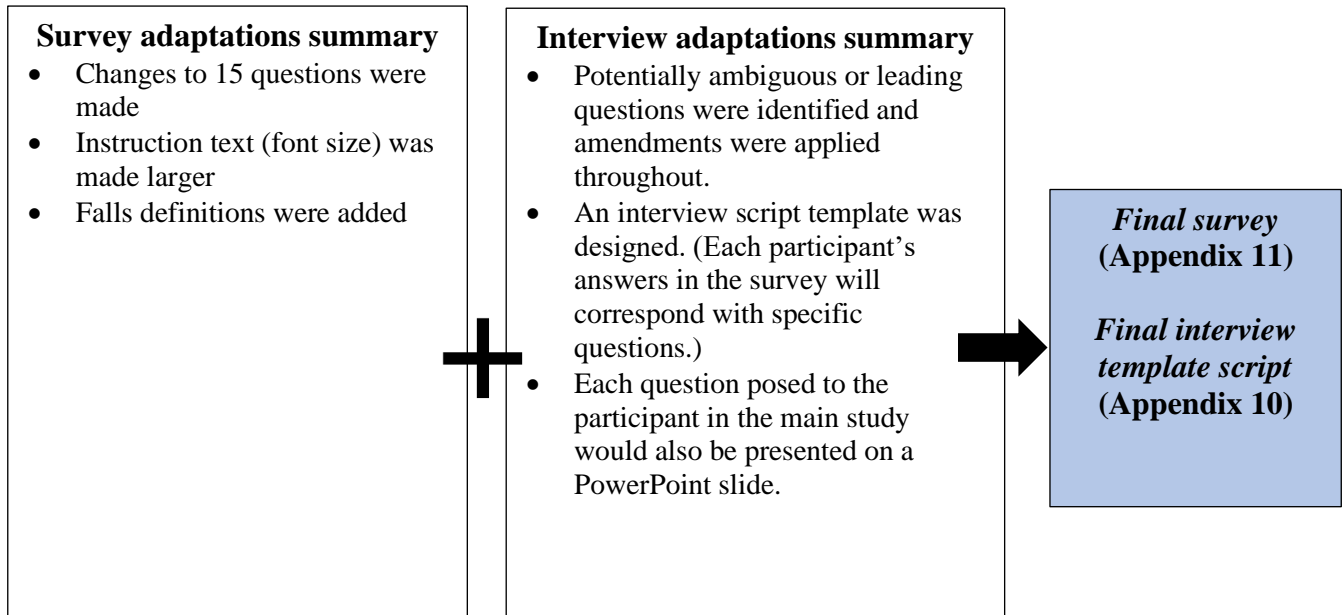 Survey adaptations summary
• Changes to 15 questions were
made
• Instruction text (font size) was
made larger
• Falls definitions were added
Interview adaptations summary
• Potentially ambiguous or leading
questions were identified and
amendments were applied
throughout.
• An interview script template was
designed. (Each participant’s
answers in the survey will
correspond with specific
questions.)
• Each question posed to the
participant in the main study
would also be presented on a
PowerPoint slide.
Final survey
(Appendix 11)
Final interview
template script
(Appendix 10)